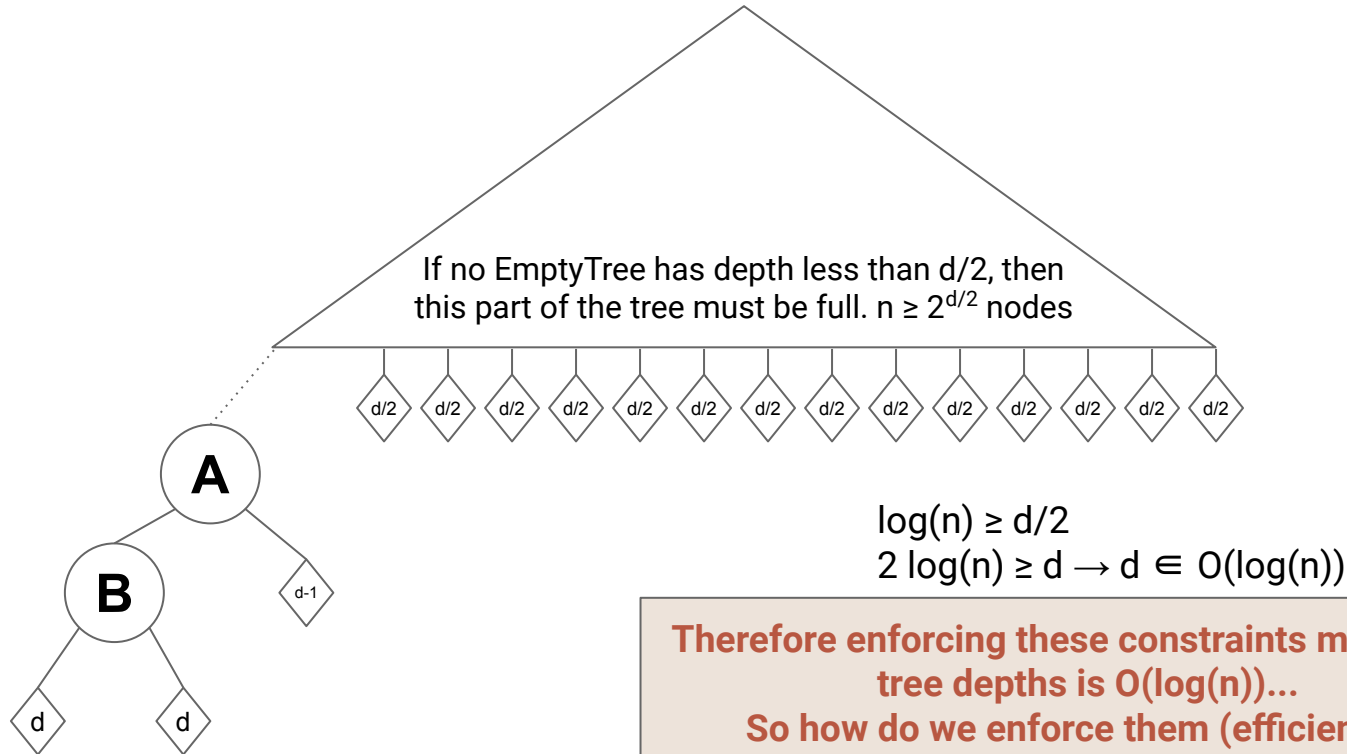 If no EmptyTree has depth less than d/2, then
this part of the tree must be full. n ≥ 2^{d/2} nodes
d/2 d/2 d/2 d/2 d/2 d/2 d/2 d/2 d/2 d/2 d/2 d/2 d/2 d/2
A
log(n) ≥ d/2
2 log(n) ≥ d → d ∈ O(log(n))
B
d-1
Therefore enforcing these constraints m
tree depths is O(log(n))...
So how do we enforce them (efficien
d d